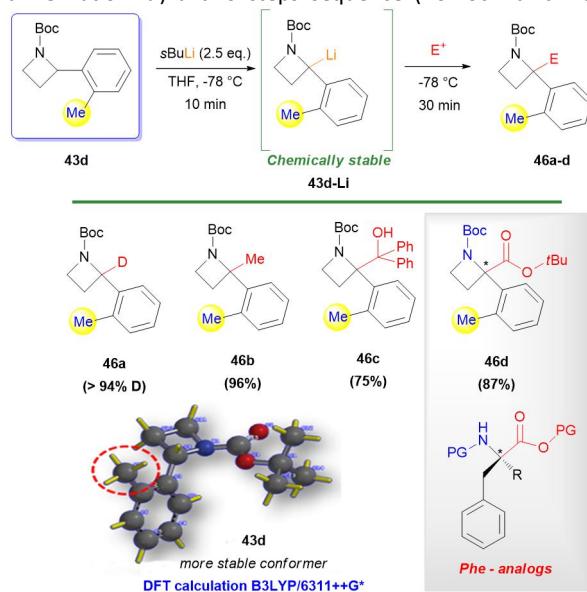 Boc
N
Me
43d
sBuLi (2.5 eq.)
THF, -78 °C
10 min
Boc
N
Li
Me
Chemically stable
43d-Li
E+
-78 °C
30 min
Boc
N
E
Me
46a-d
Boc
N
D
Me
46a
(> 94% D)
Boc
N
Me
Me
46b
(96%)
Boc
N
OH
Ph
Ph
Me
46c
(75%)
Boc
N
*
O
O
tBu
Me
46d
(87%)
43d
more stable conformer
DFT calculation B3LYP/6311++G*
PG
H
N
*
O
O
PG
R
Phe - analogs